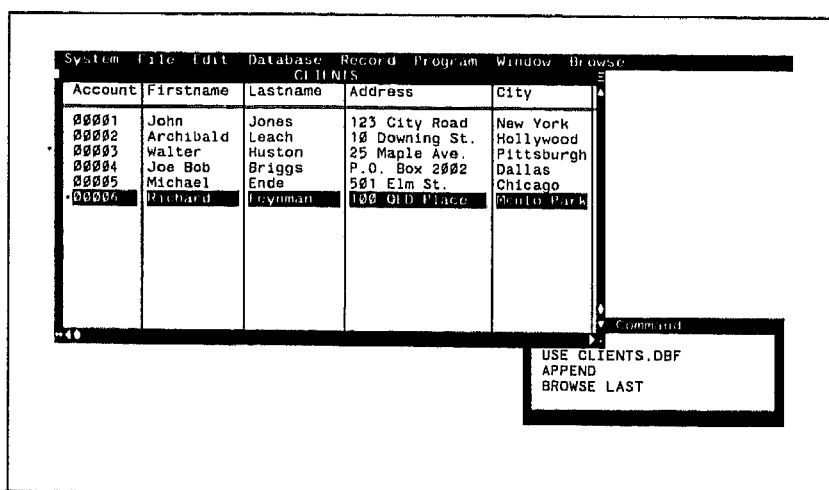 System File Edit Database Record Program Window Browse
CLIENTS
Account Firstname Lastname Address City
00001 John Jones 123 City Road New York
00002 Archibald Leach 10 Downing St. Hollywood
00003 Walter Huston 25 Maple Ave. Pittsburgh
00004 Joe Bob Briggs P.O. Box 2002 Dallas
00005 Michael Ende 501 Elm St. Chicago
00006 Richard Feynman 100 QED Place Menlo Park
Command
USE CLIENTS.DBF
APPEND
BROWSE LAST